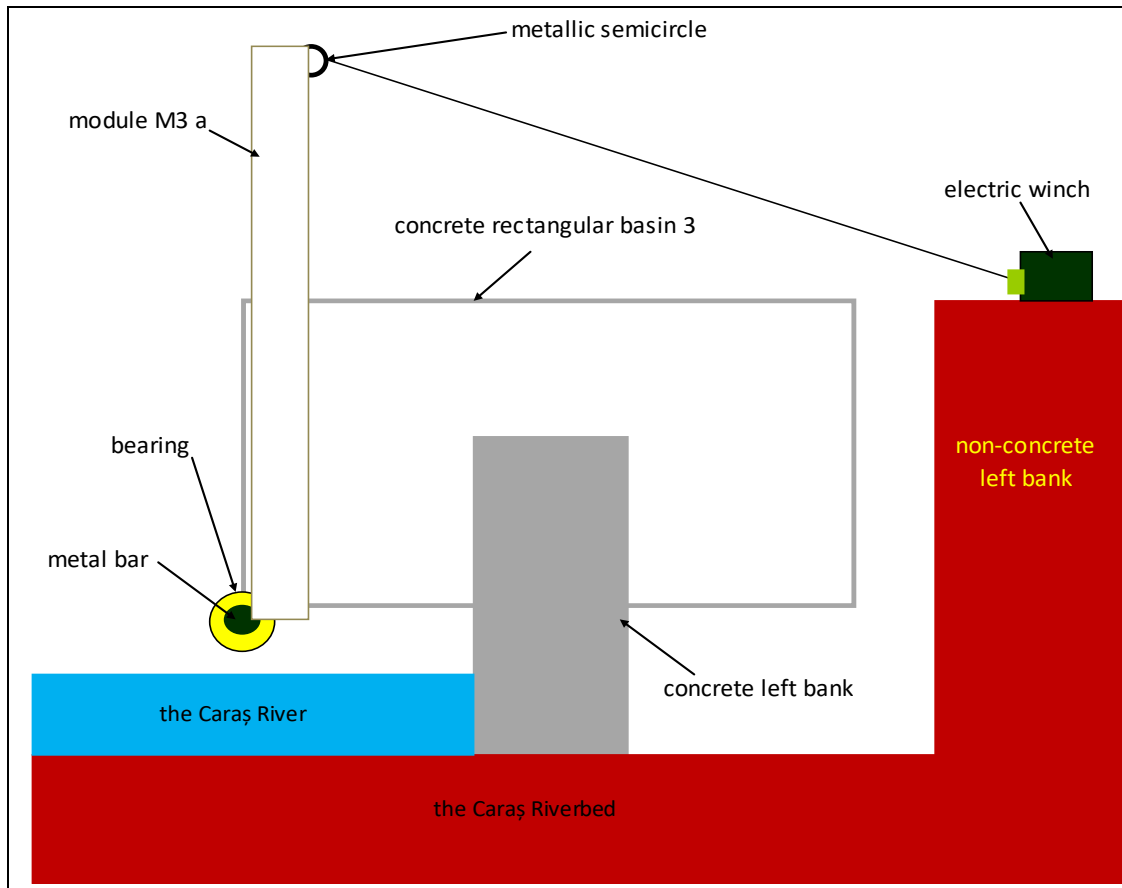 metallic semicircle
module M3 a
electric winch
concrete rectangular basin 3
bearing
non-concrete
left bank
metal bar
concrete left bank
the Caraș River
the Caraș Riverbed